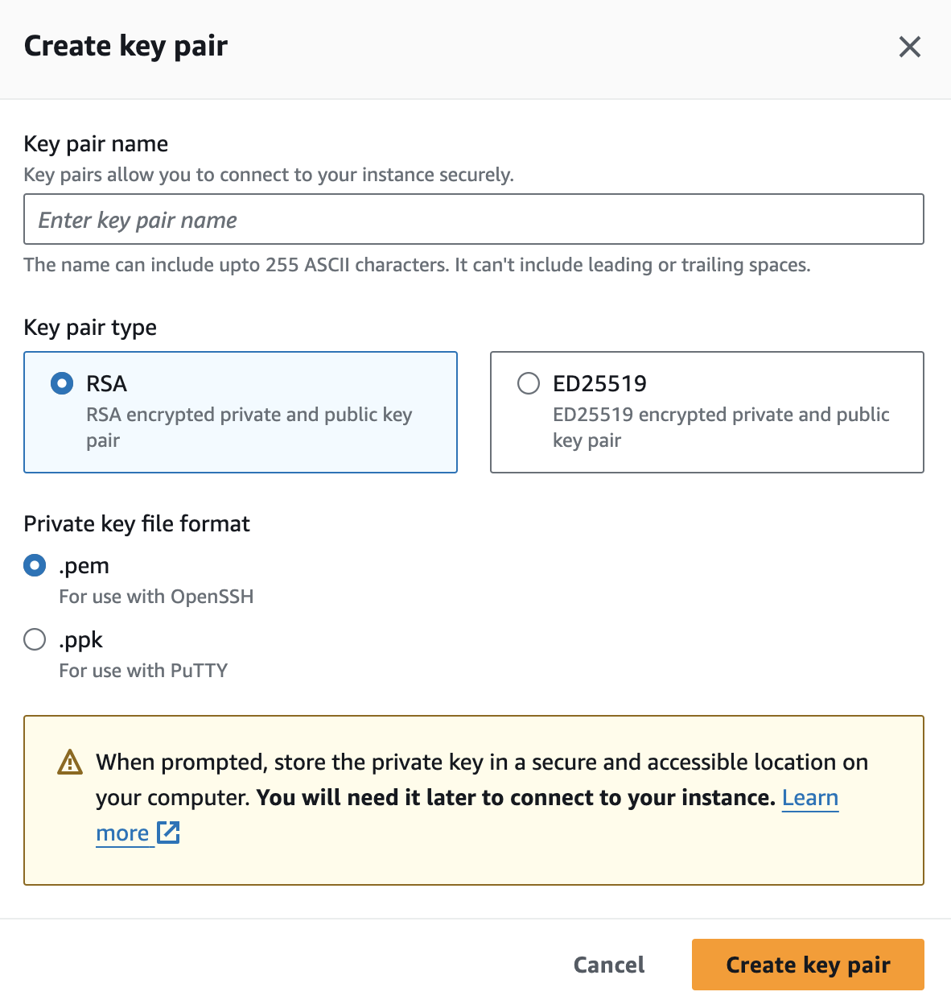 Create key pair
Key pair name
Key pairs allow you to connect to your instance securely.
Enter key pair name
The name can include upto 255 ASCII characters. It can't include leading or trailing spaces.
Key pair type
RSA
RSA encrypted private and public key
pair
ED25519
ED25519 encrypted private and public
key pair
Private key file format
.pem
For use with OpenSSH
.ppk
For use with PuTTY
When prompted, store the private key in a secure and accessible location on
your computer. You will need it later to connect to your instance. Learn
more
Cancel
Create key pair